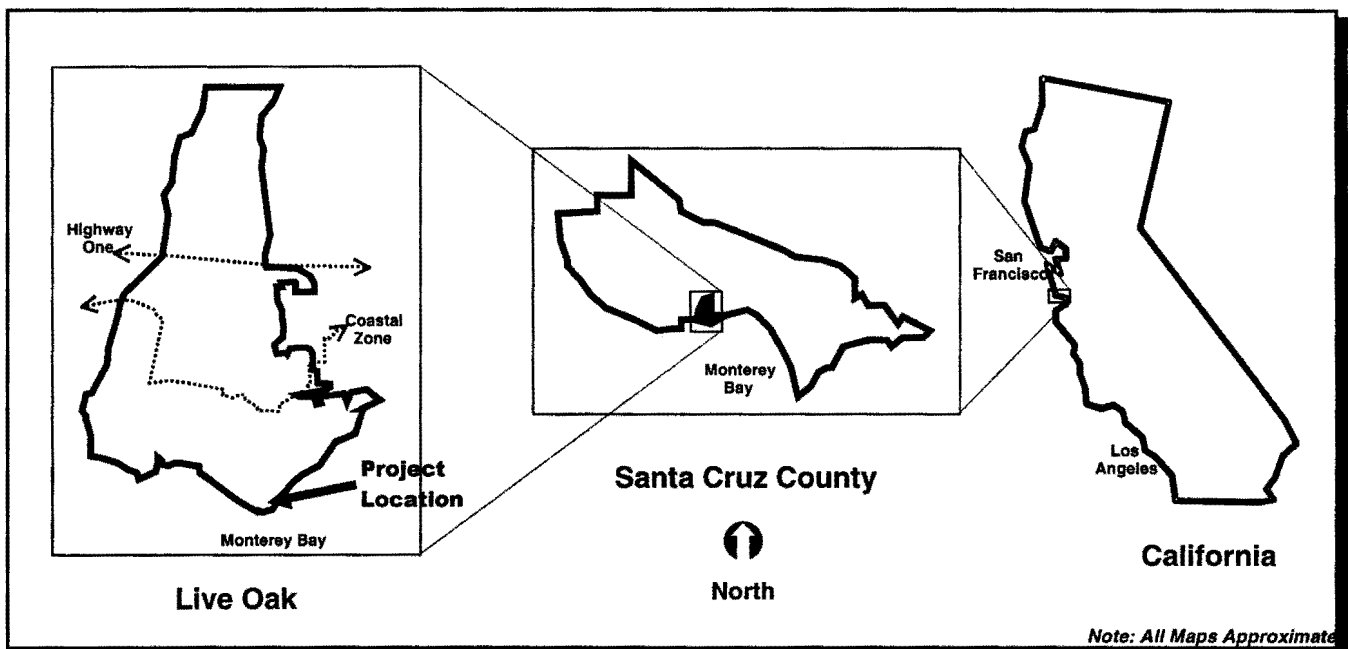 Highway
One
Coastal
Zone
Project
Location
Monterey Bay
Live Oak
Monterey
Bay
Santa Cruz County
North
San
Francisco
Los
Angeles
California
Note: All Maps Approximate